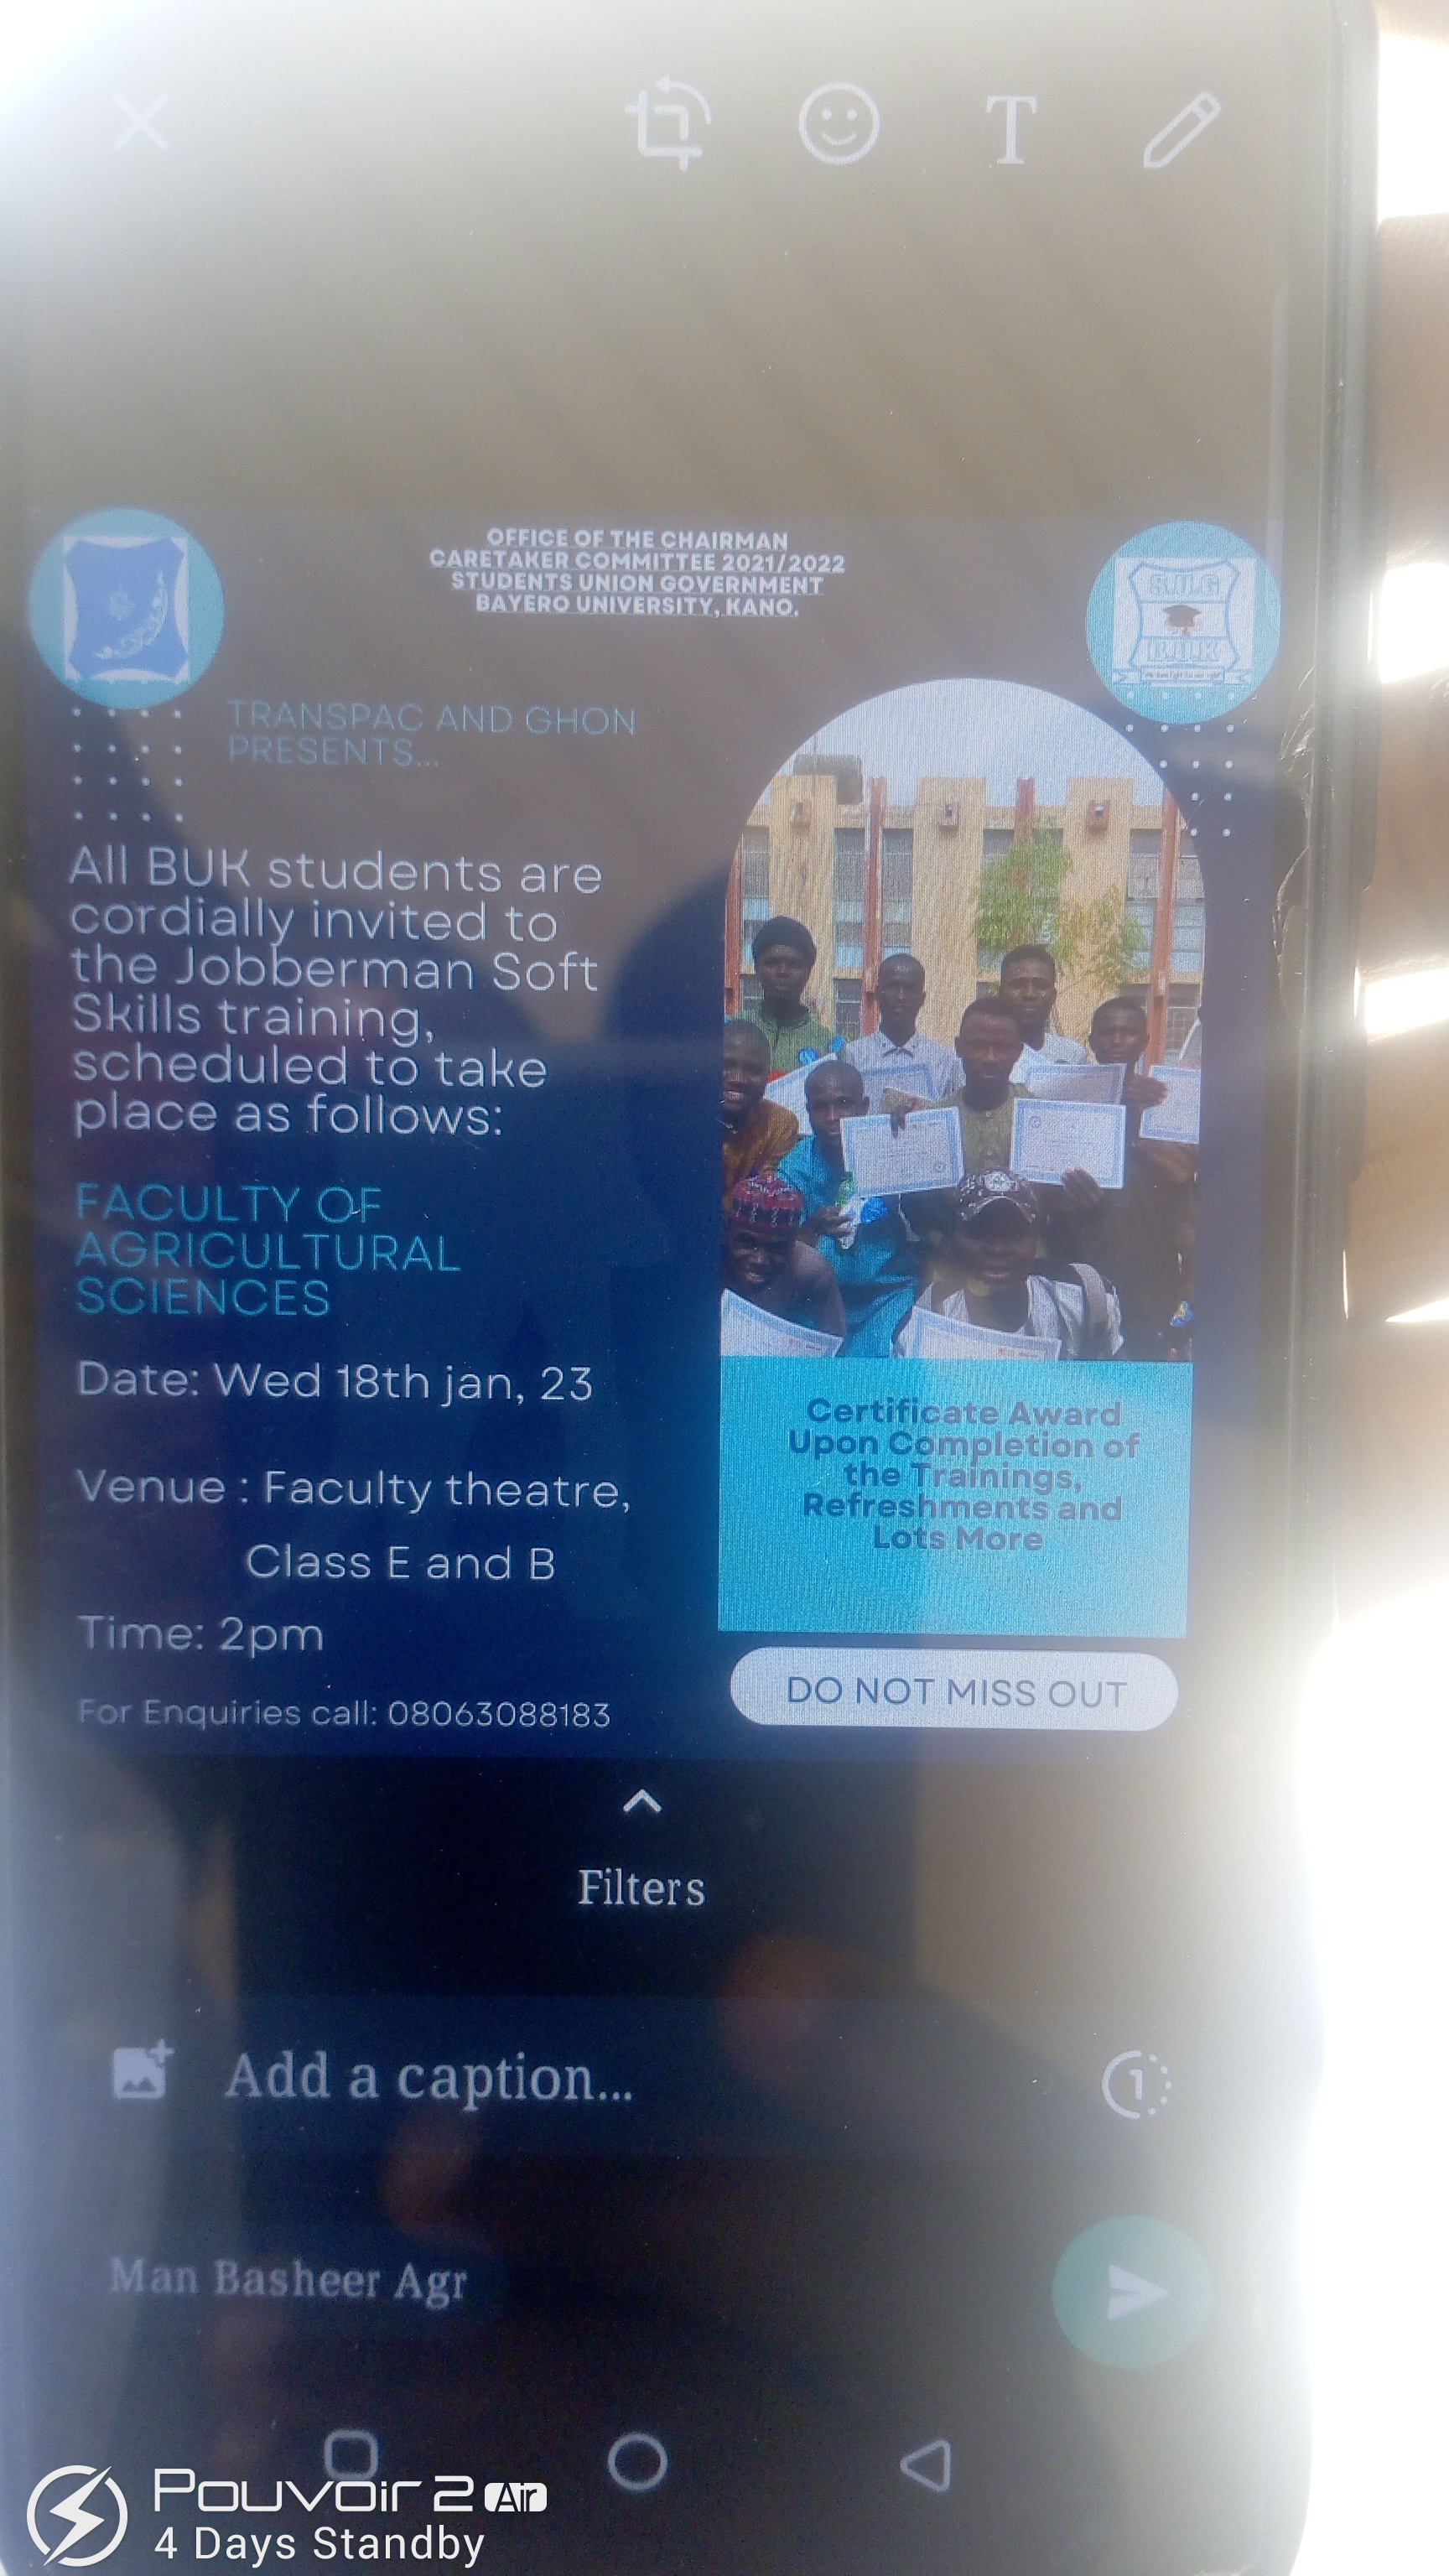 T
OFFICE OF THE CHAIRMAN
CARETAKER COMMITTEE 2021/2022
STUDENTS UNION GOVERNMENT
BAYERO UNIVERSITY, KANO.
S.U.G
B.U.K
TRANSPAC AND GHON
PRESENTS...
All BUK students are
cordially invited to
the Jobberman Soft
Skills training,
scheduled to take
place as follows:
FACULTY OF
AGRICULTURAL
SCIENCES
Date: Wed 18th jan, 23
Venue : Faculty theatre,
Class E and B
Time: 2pm
For Enquiries call: 08063088183
Certificate Award
Upon Completion of
the Trainings,
Refreshments and
Lots More
DO NOT MISS OUT
Filters
Add a caption...
1
Man Basheer Agr
Pouvoir 2 Air
4 Days Standby